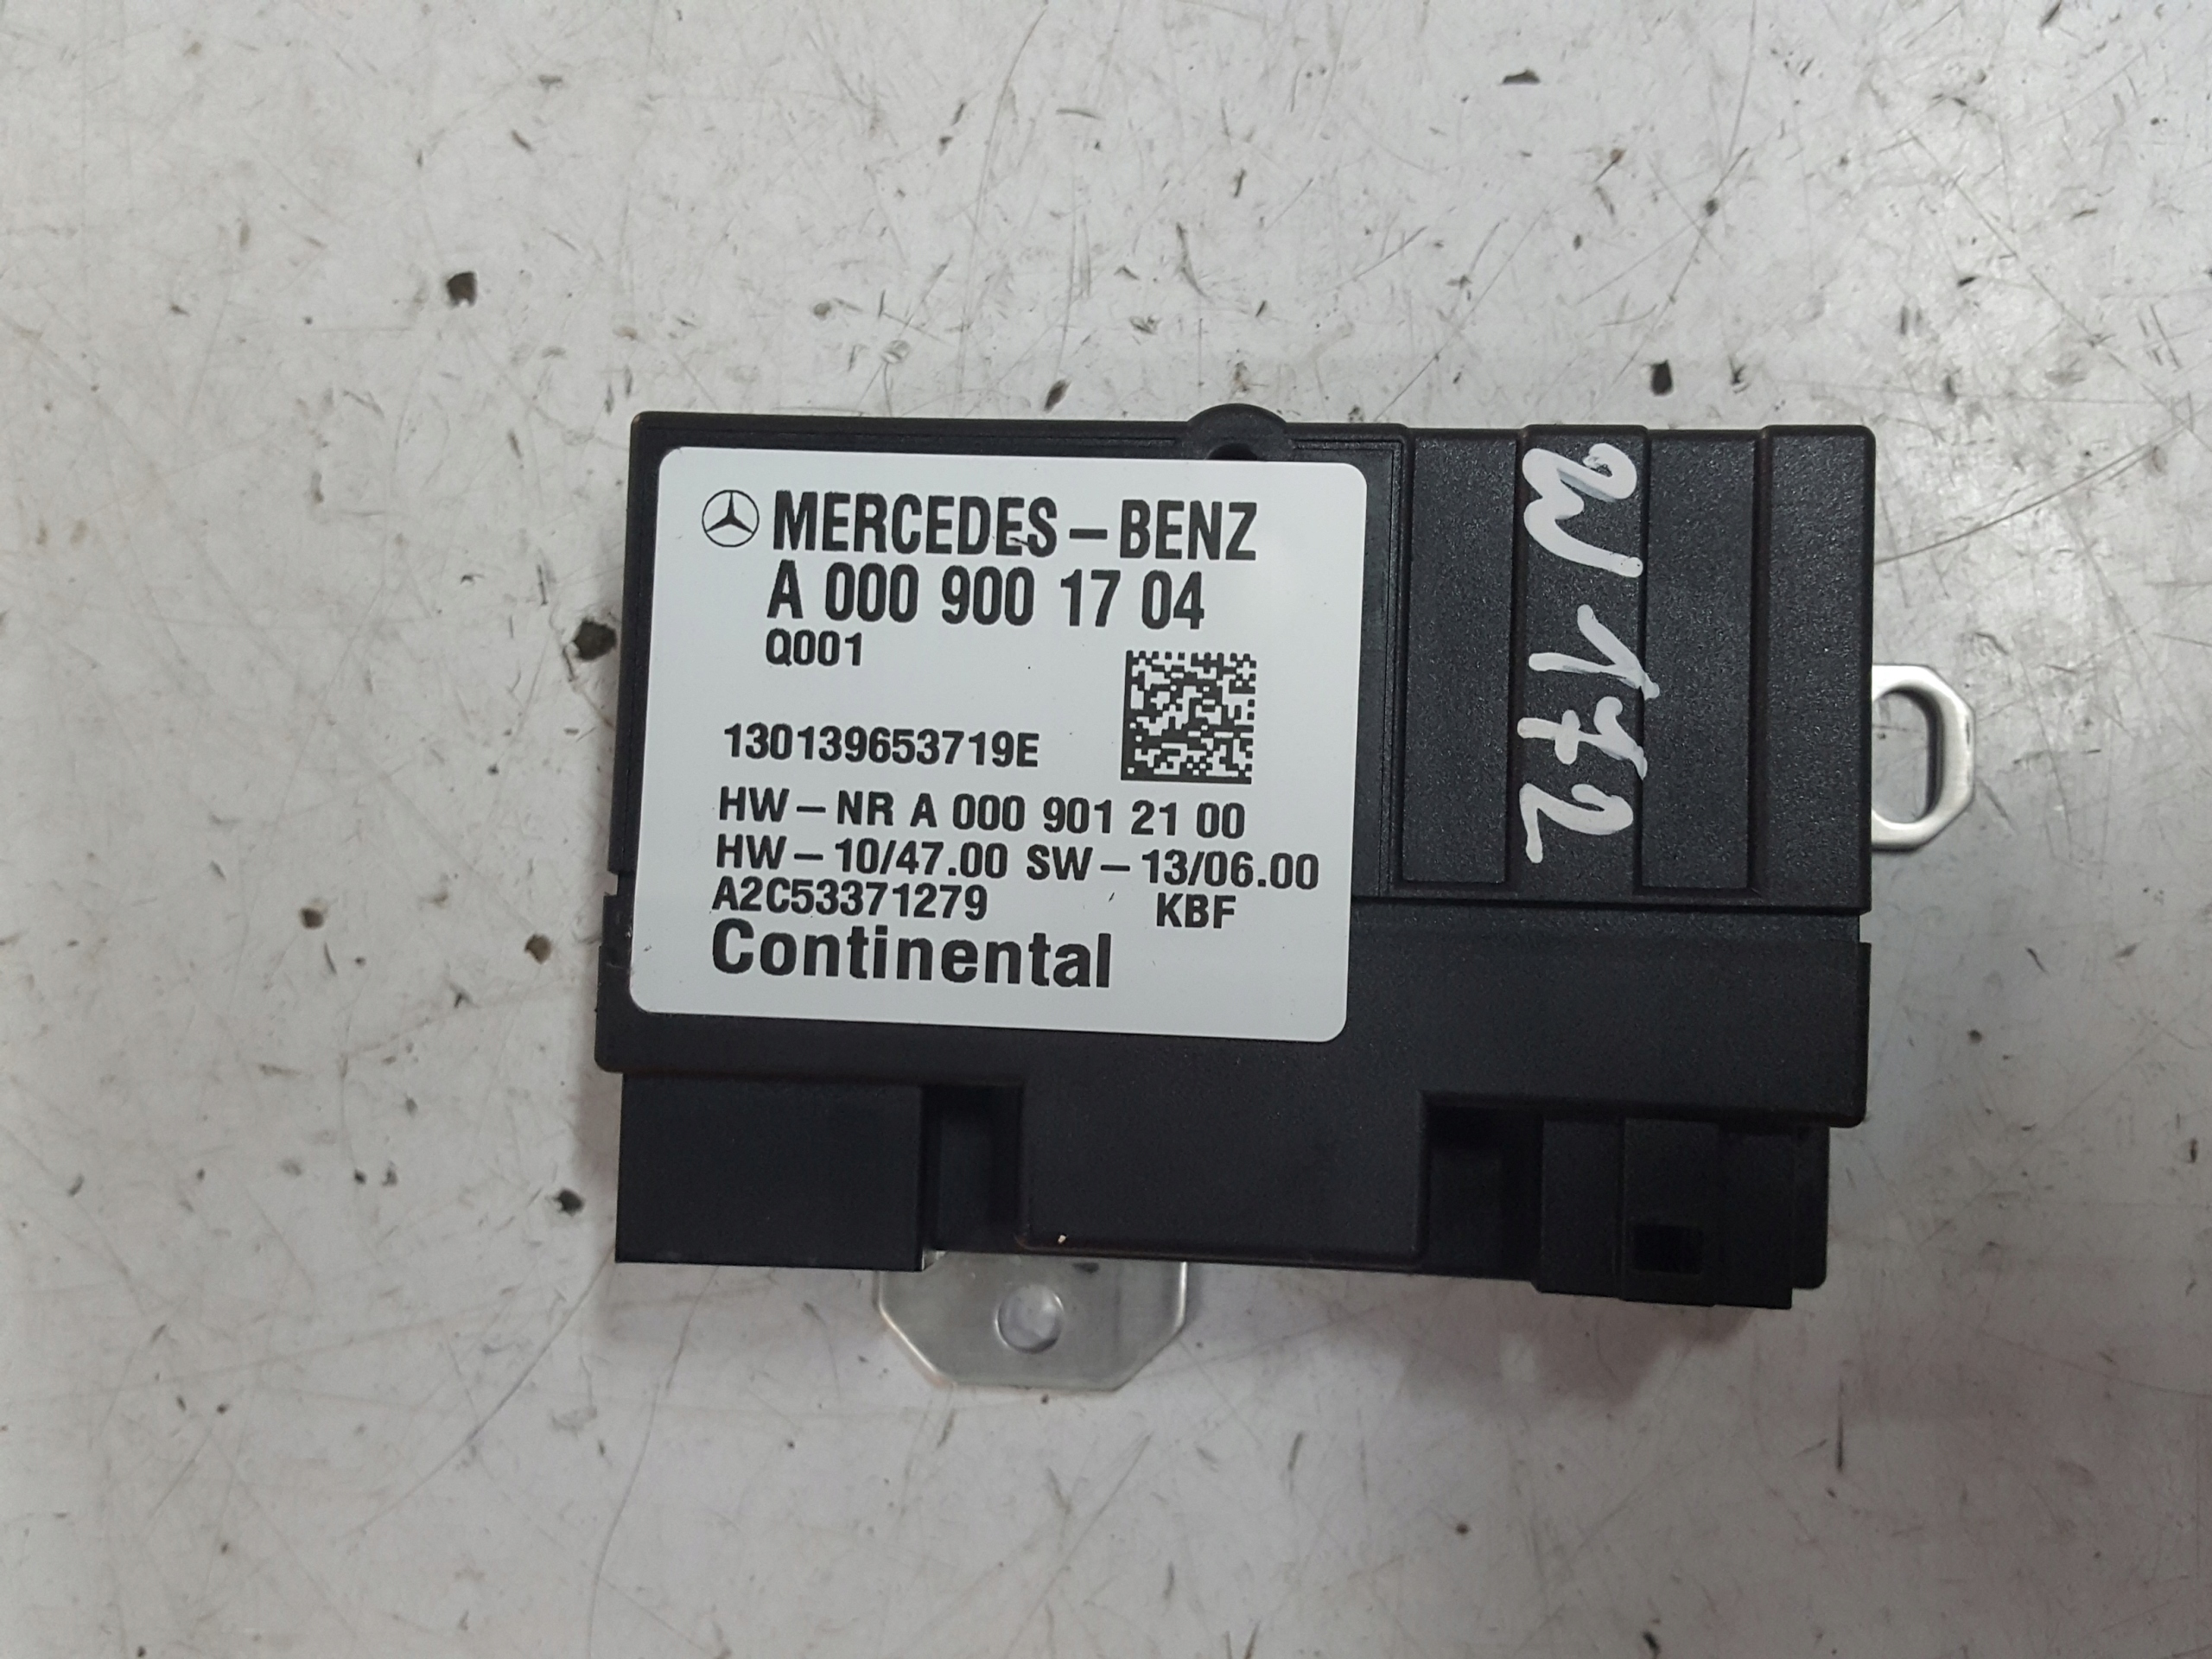 MERCEDES-BENZ
A 000 900 17 04
Q001
130139653719E
HW-NR A 000 901 21 00
HW-10/47.00 SW-13/06.00
A2C53371279 KBF
Continental
W 172